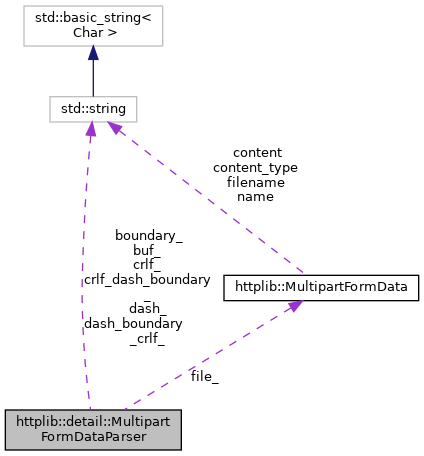 std::basic_string<
Char >
std::string
content
content_type
filename
name
boundary_
buf_
crlf_
crlf_dash_boundary
_
dash_
dash_boundary
_crlf_
httplib::MultipartFormData
file_
httplib::detail::Multipart
FormDataParser